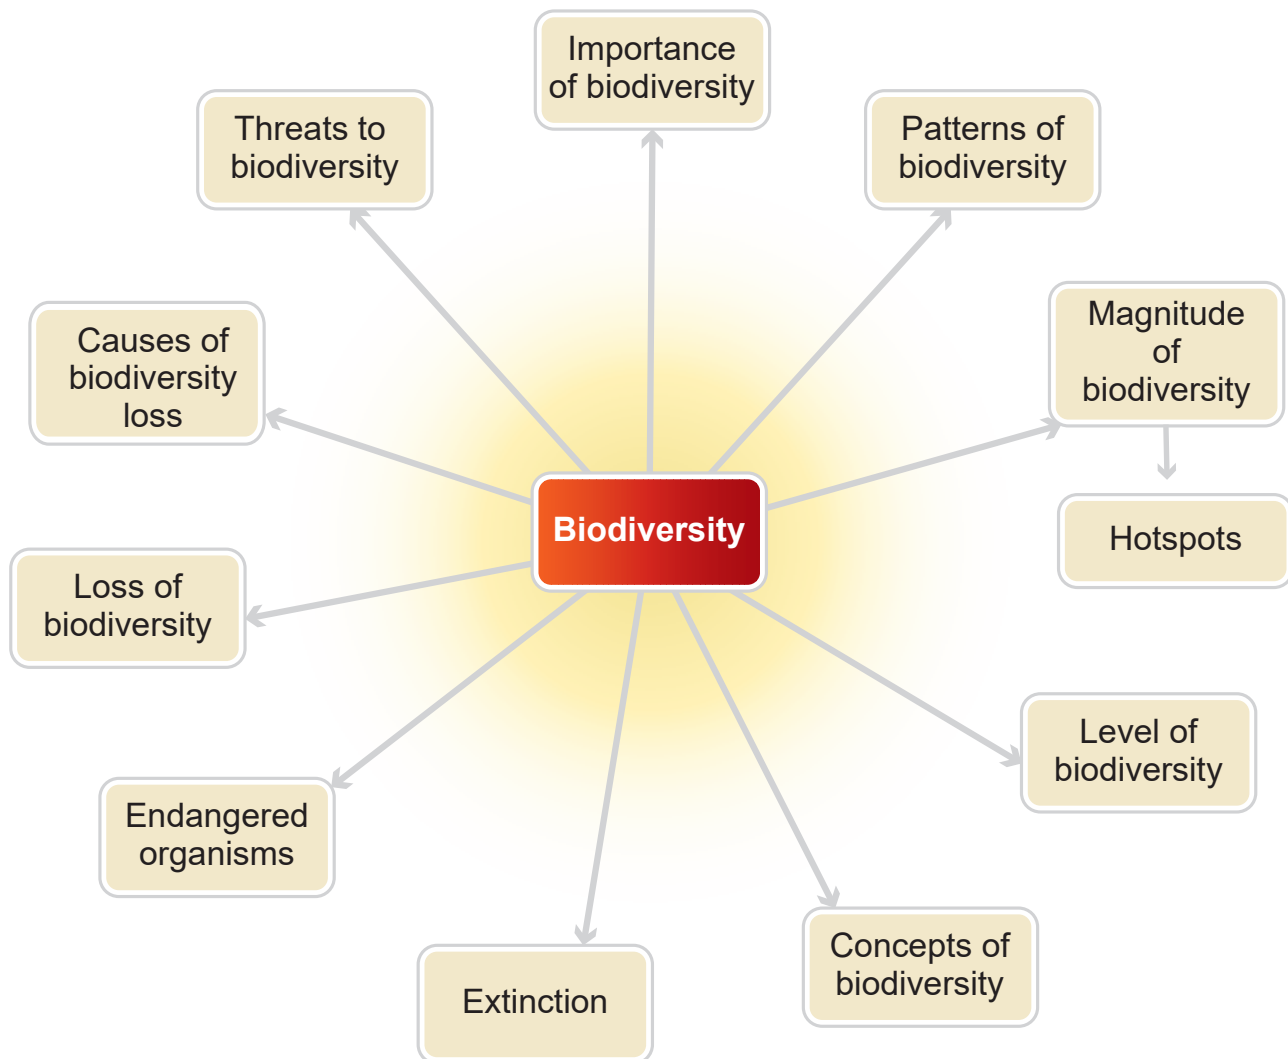 Importance
of biodiversity
Threats to
biodiversity
Patterns of
biodiversity
Magnitude
of
biodiversity
Causes of
biodiversity
loss
Biodiversity
Hotspots
Loss of
biodiversity
Level of
biodiversity
Endangered
organisms
Concepts of
biodiversity
Extinction